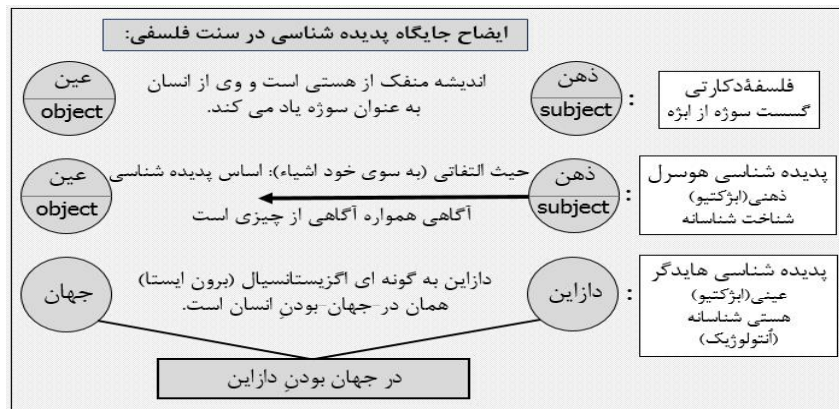 ایضاح جایگاه پدیده شناسی در سنت فلسفی:
فلسفهٔدکارتی
گسست سوژه از ابژه
:
ذهن
subject
اندیشه منفک از هستی است و وی از انسان
به عنوان سوژه یاد می کند.
عین
object
پدیده شناسی هوسرل
ذهنی(ابژکتیو)
شناخت شناسانه
:
ذهن
subject
حیث التفاتی (به سوی خود اشیاء): اساس پدیده شناسی
آگاهی همواره آگاهی از چیزی است
عین
object
پدیده شناسی هایدگر
عینی(ابژکتیو)
هستی شناسانه
(اُنتولوژیک)
:
دازاین
دازاین به گونه ای اگزیستانسیال (برون ایستا)
همان در-جهان-بودنِ انسان است.
جهان
در جهان بودنِ دازاین